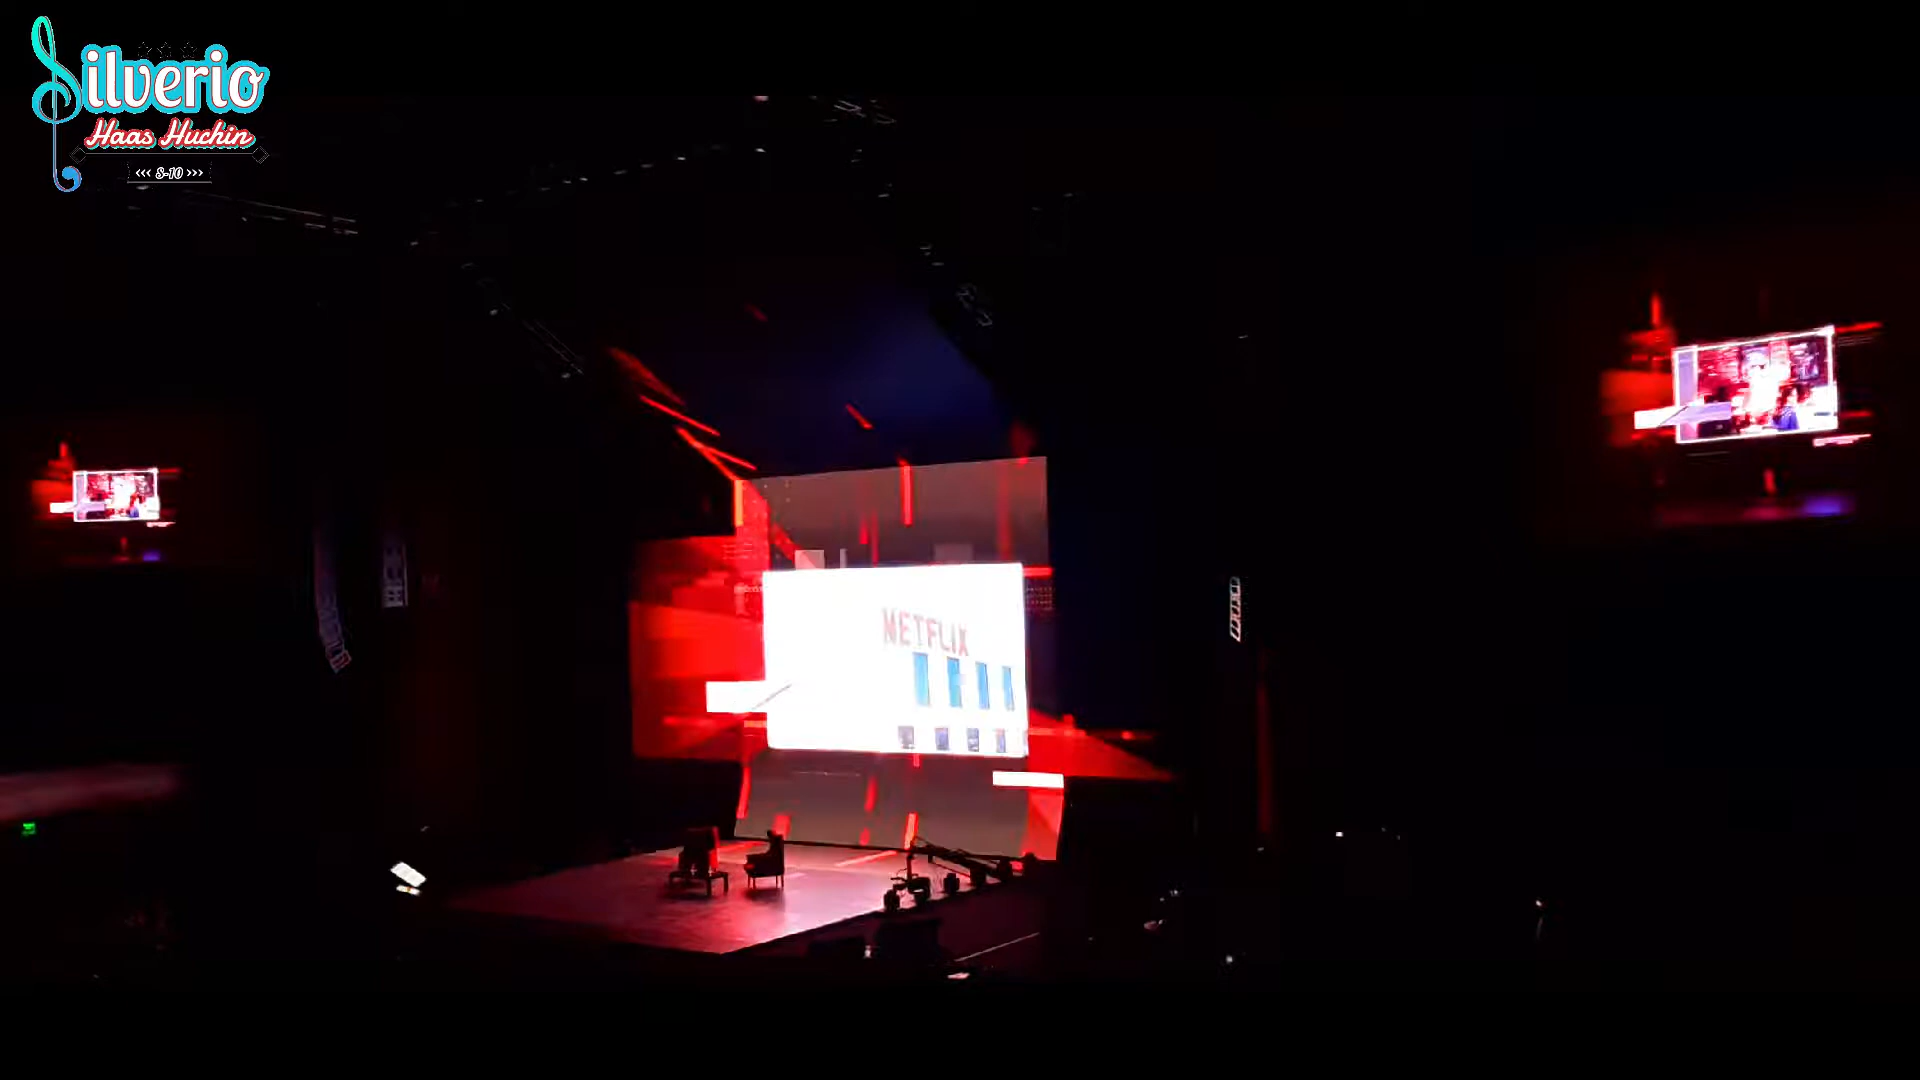 Silverio
Haas Huchin
‹‹‹ S-10 ›››
NETFLIX